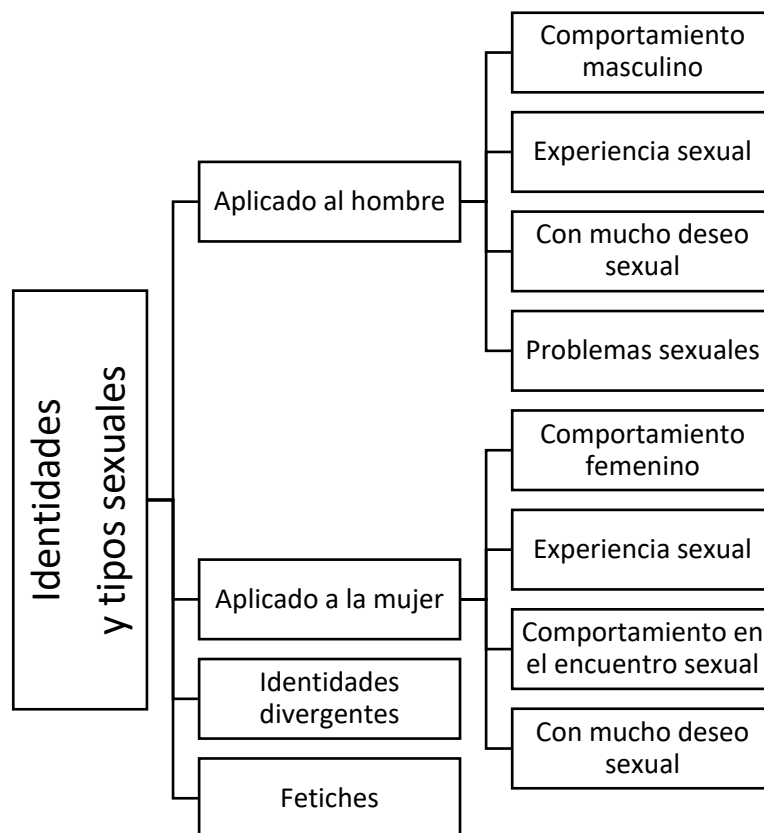 Identidades
y tipos sexuales
Aplicado al hombre
Comportamiento
masculino
Experiencia sexual
Con mucho deseo
sexual
Problemas sexuales
Aplicado a la mujer
Comportamiento
femenino
Experiencia sexual
Comportamiento en
el encuentro sexual
Con mucho deseo
sexual
Identidades
divergentes
Fetiches